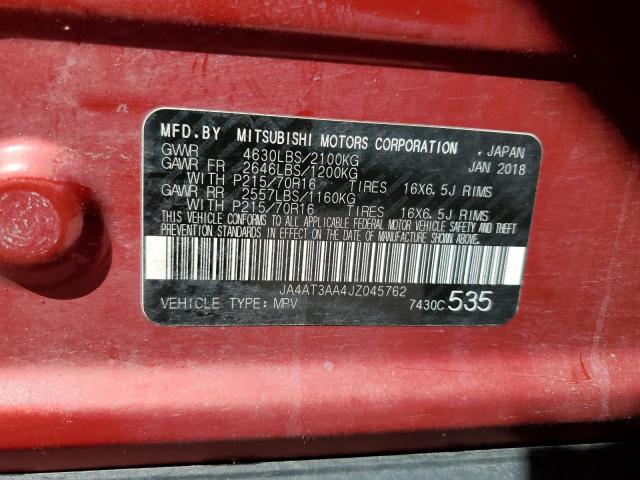 MFD.BY MITSUBISHI MOTORS CORPORATION . JAPAN
GVWR 4630LBS/2100KG JAN 2018
GAWR FR 2646LBS/1200KG
WITH P215/70R16 TIRES 16X6.5J RIMS
GAWR RR 2557LBS/1160KG
WITH P215/70R16 TIRES 16X6.5J RIMS
THIS VEHICLE CONFORMS TO ALL APPLICABLE FEDERAL MOTOR VEHICLE SAFETY AND THEFT
PREVENTION STANDARDS IN EFFECT ON THE DATE OF MANUFACTURE SHOWN ABOVE.
JA4AT3AA4JZ045762
VEHICLE TYPE: MPV 7430C 535